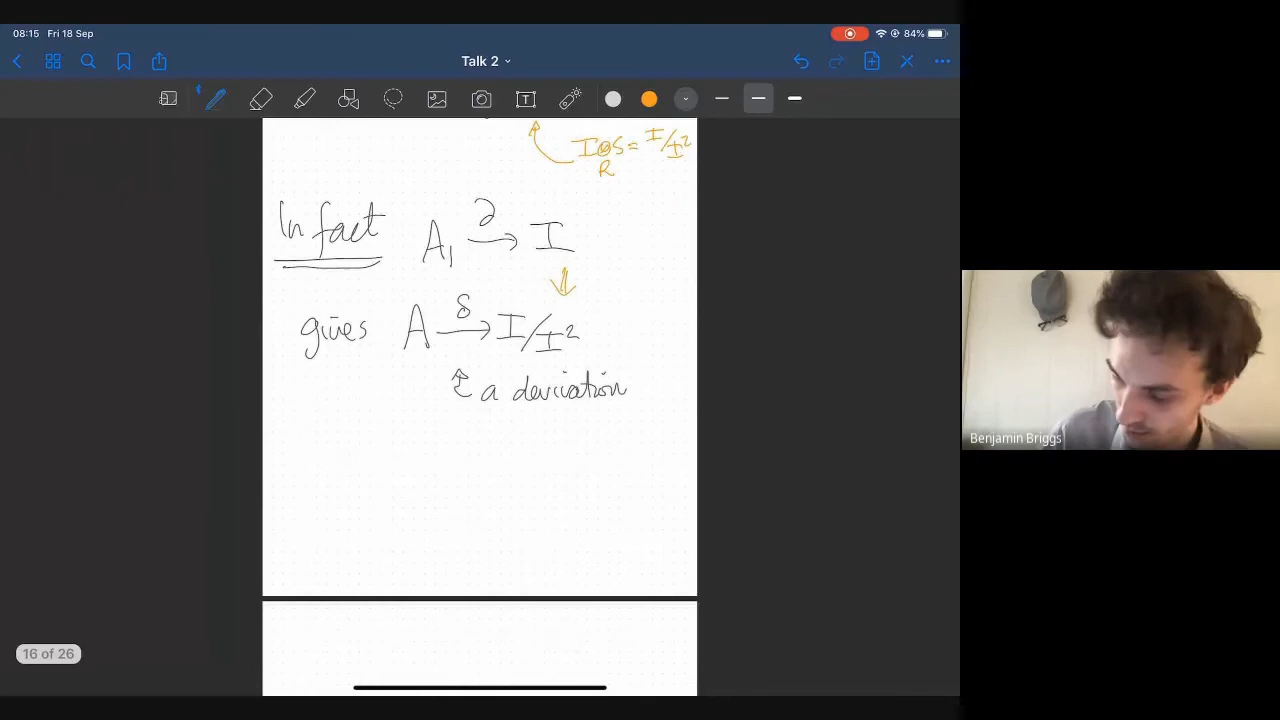 08:15 Fri 18 Sep
84%
Talk 2
T
I⊗S = I/I²
R
In fact A₁ —∂→ I
gives A —δ→ I/I²
a derivation
Benjamin Briggs
16 of 26